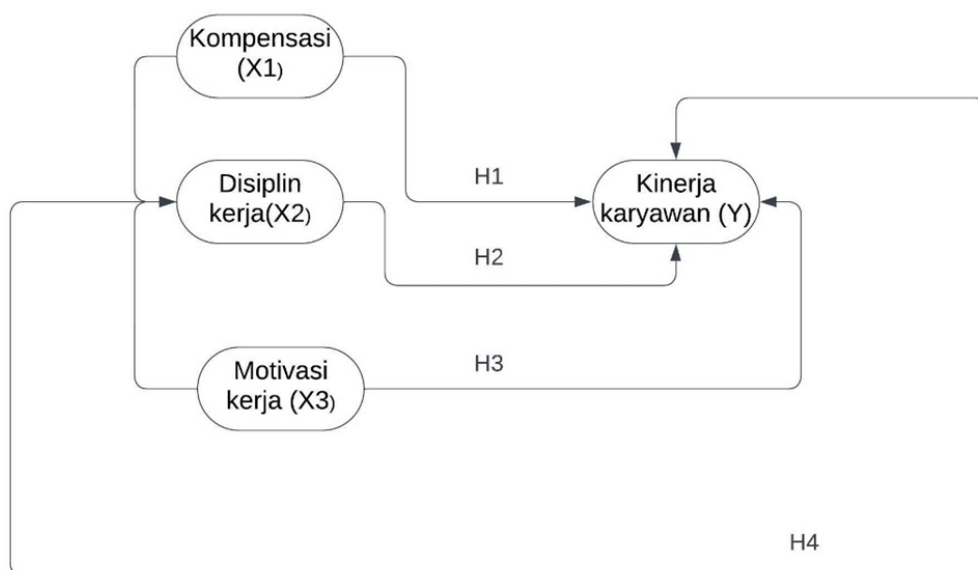 Kompensasi
(X1)
Disiplin
kerja(X2)
Motivasi
kerja (X3)
H1
H2
H3
Kinerja
karyawan (Y)
H4